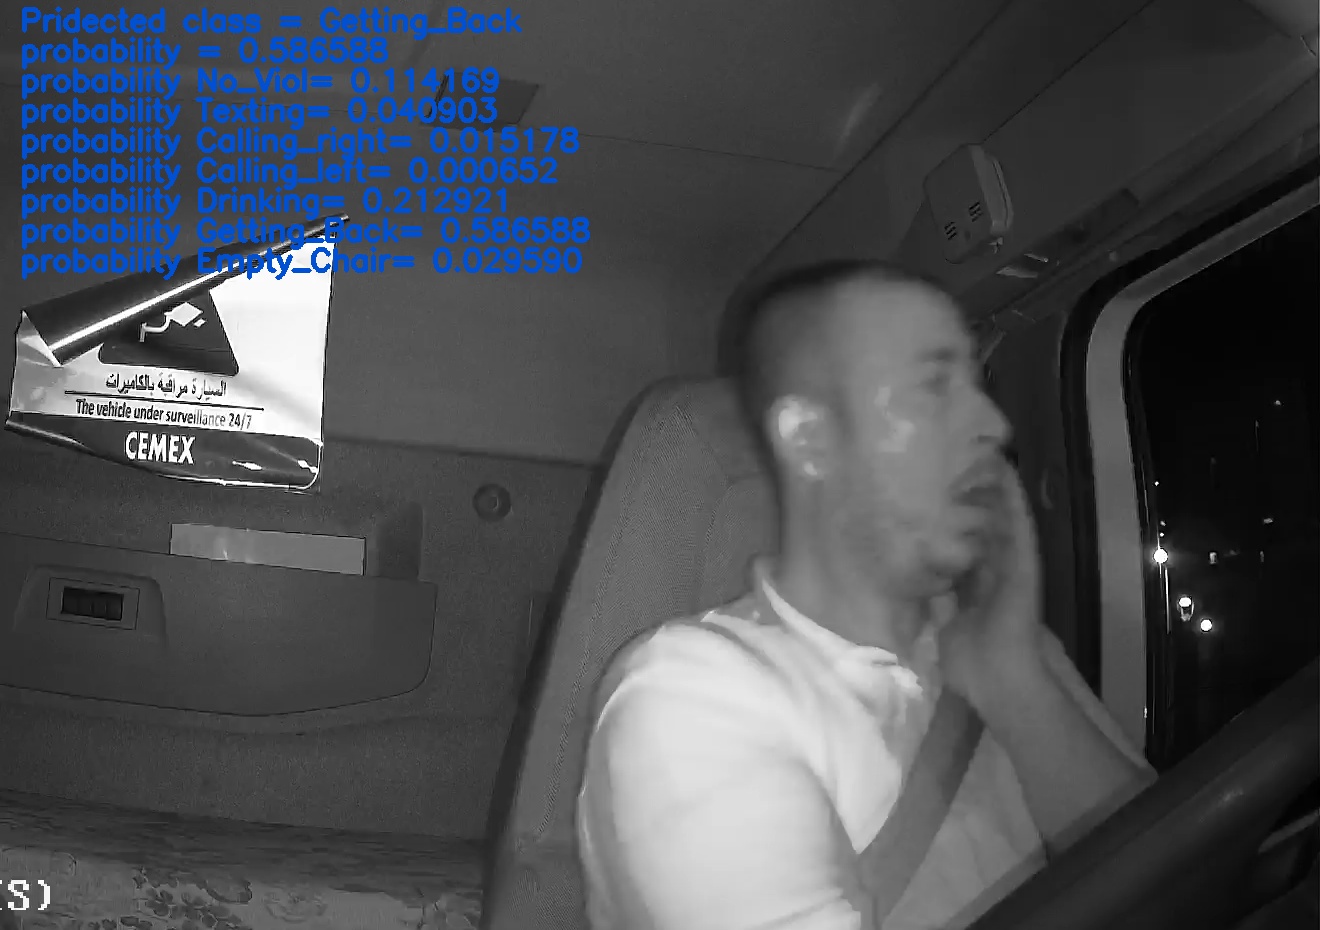 Pridected class = Getting_Back
probability = 0.586588
probability No_Viol= 0.114169
probability Texting= 0.040903
probability Calling_right= 0.015178
probability Calling_left= 0.000652
probability Drinking= 0.212921
probability Getting_Back= 0.586588
probability Empty_Chair= 0.029590
السيارة مراقبة بالكاميرات
The vehicle under surveillance 24/7
CEMEX
(S)